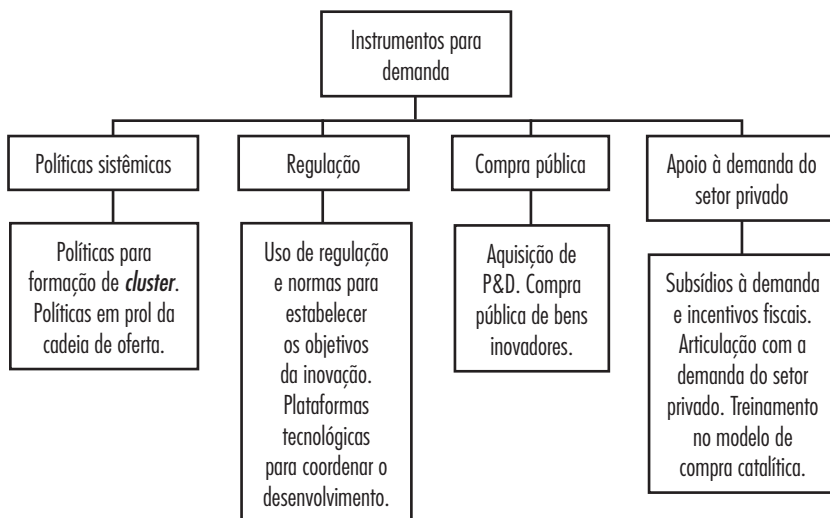 Instrumentos para
demanda
Políticas sistêmicas
Regulação
Compra pública
Apoio à demanda do
setor privado
Políticas para
formação de cluster.
Políticas em prol da
cadeia de oferta.
Uso de regulação
e normas para
estabelecer
os objetivos
da inovação.
Plataformas
tecnológicas
para coordenar o
desenvolvimento.
Aquisição de
P&D. Compra
pública de bens
inovadores.
Subsídios à demanda
e incentivos fiscais.
Articulação com a
demanda do setor
privado. Treinamento
no modelo de
compra catalítica.